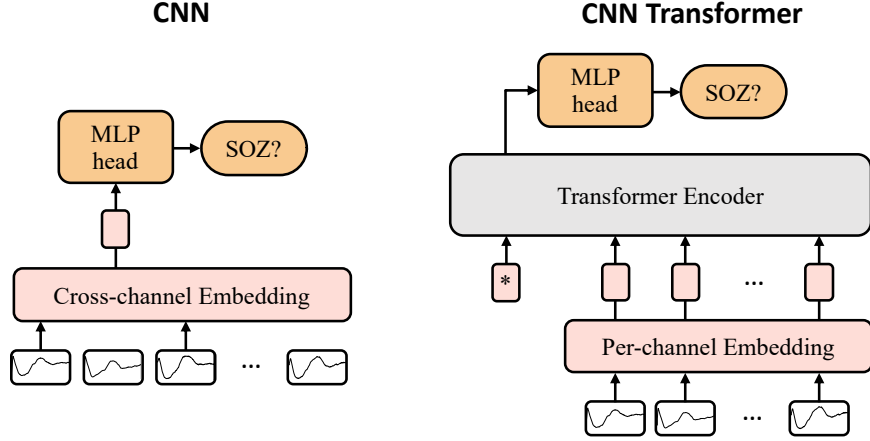 CNN
MLP
head
SOZ?
Cross-channel Embedding
...
CNN Transformer
MLP
head
SOZ?
Transformer Encoder
*
...
Per-channel Embedding
...